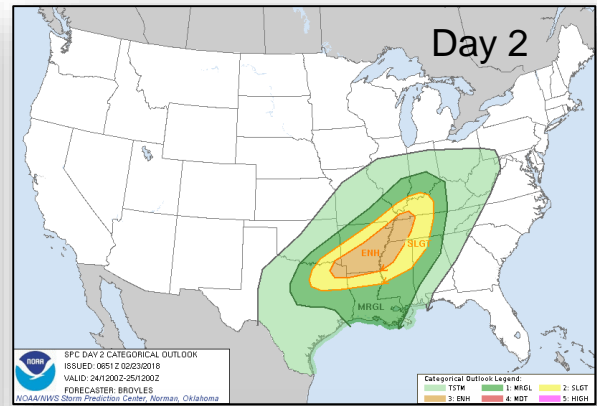 Day 2
ENH
SLGT
MRGL
NOAA
SPC DAY 2 CATEGORICAL OUTLOOK
ISSUED: 0651Z 02/23/2018
VALID: 24/1200Z-25/1200Z
FORECASTER: BROYLES
NOAA/NWS Storm Prediction Center, Norman, Oklahoma
Categorical Outlook Legend:
TSTM 1: MRGL 2: SLGT
3: ENH 4: MDT 5: HIGH